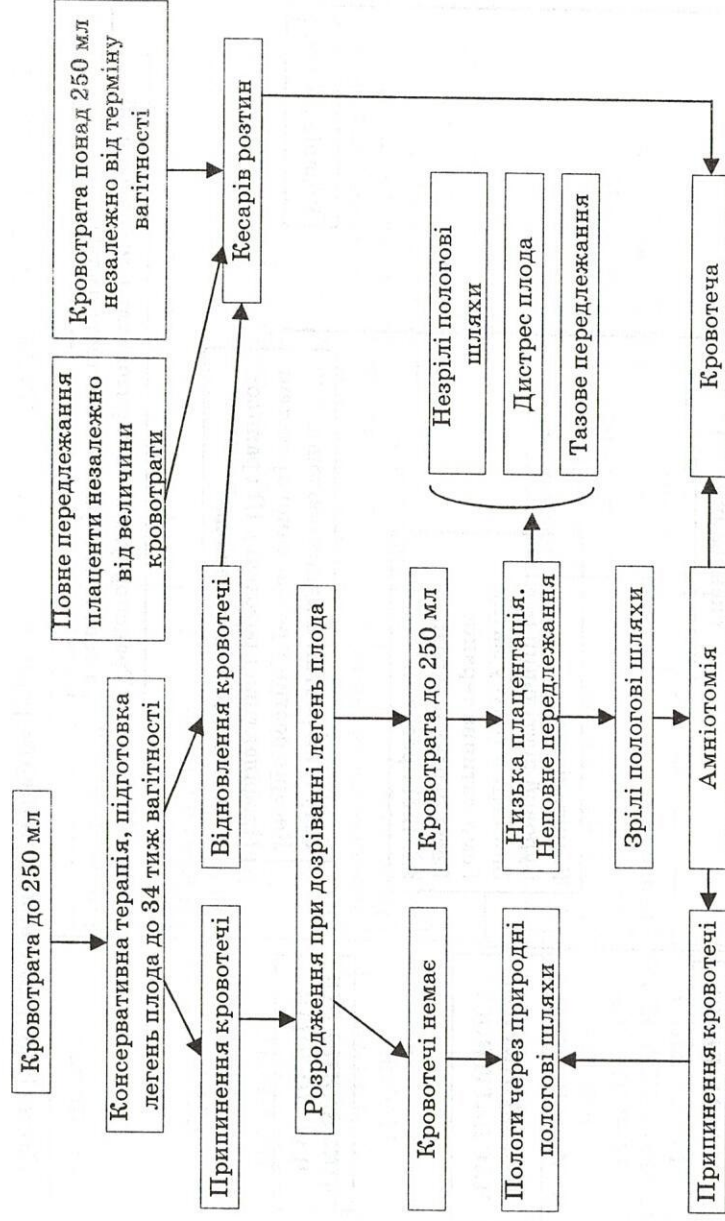 Кровотрата до 250 мл
Консервативна терапія, підготовка
легень плода до 34 тиж вагітності
Повне передлежання
плаценти незалежно
від величини
кровотрати
Кровотрата понад 250 мл
незалежно від терміну
вагітності
Припинення кровотечі
Відновлення кровотечі
Кесарів розтин
Розродження при дозріванні легень плода
Кровотечі немає
Кровотрата до 250 мл
Незрілі пологові
шляхи
Дистрес плода
Тазове передлежання
Пологи через природні
пологові шляхи
Низька плацентація.
Неповне передлежання
Зрілі пологові шляхи
Припинення кровотечі
Амніотомія
Кровотеча